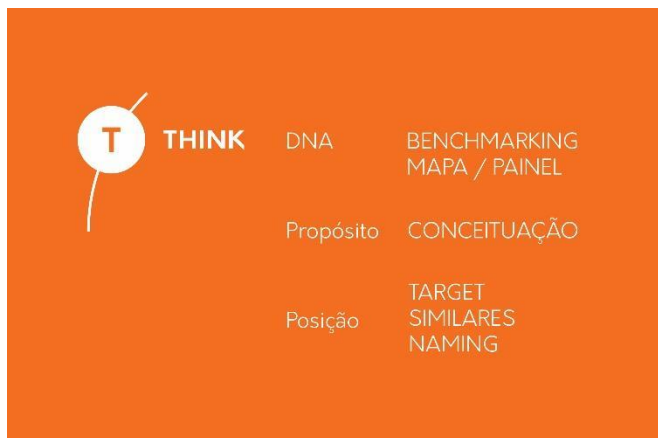 T THINK
DNA BENCHMARKING
MAPA / PAINEL
Propósito CONCEITUAÇÃO
TARGET
Posição SIMILARES
NAMING